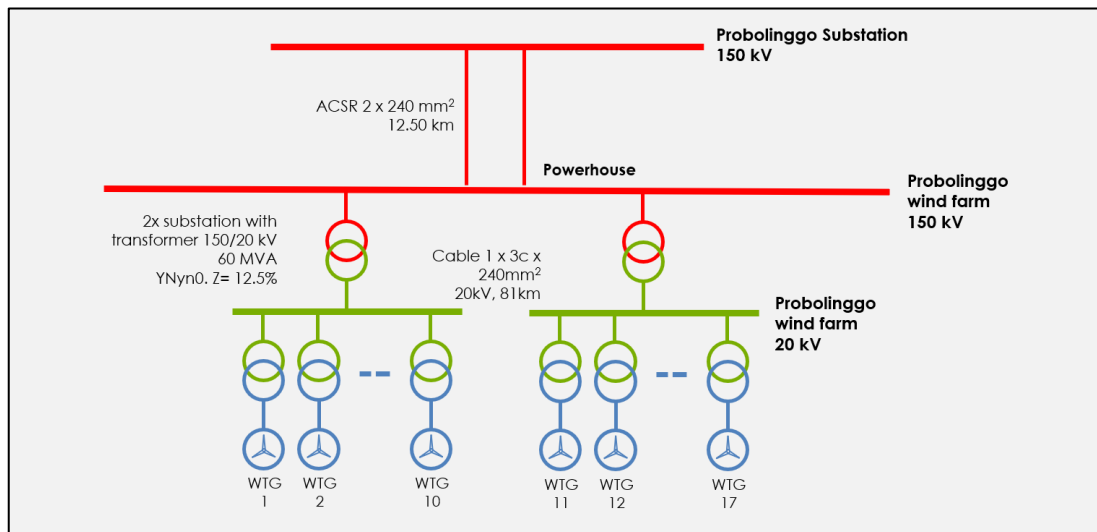 Probolinggo Substation
150 kV
ACSR 2 x 240 mm²
12.50 km
Powerhouse
Probolinggo
wind farm
150 kV
2x substation with
transformer 150/20 kV
60 MVA
YNyn0. Z= 12.5%
Cable 1 x 3c x
240mm²
20kV, 81km
Probolinggo
wind farm
20 kV
WTG
1
WTG
2
WTG
10
WTG
11
WTG
12
WTG
17